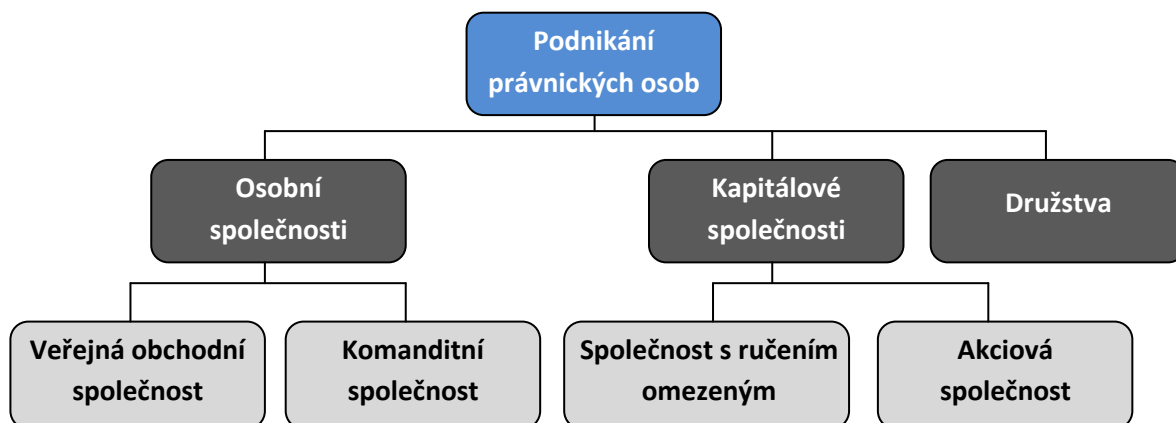 Podnikání
právnických osob
Osobní
společnosti
Kapitálové
společnosti
Družstva
Veřejná obchodní
společnost
Komanditní
společnost
Společnost s ručením
omezeným
Akciová
společnost